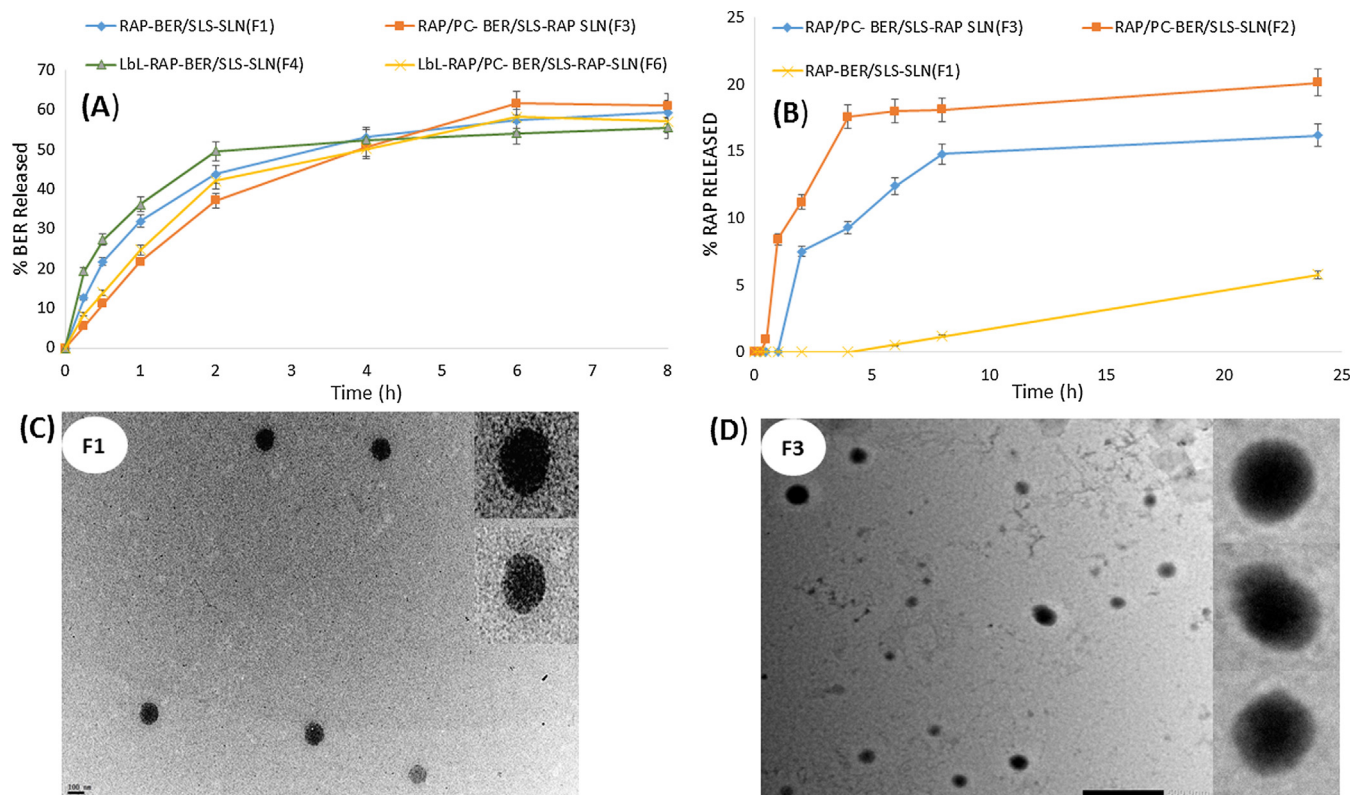 RAP-BER/SLS-SLN(F1)
RAP/PC- BER/SLS-RAP SLN(F3)
LbL-RAP-BER/SLS-SLN(F4)
LbL-RAP/PC- BER/SLS-RAP-SLN(F6)
(A)
% BER Released
70
60
50
40
30
20
10
0
0 1 2 3 4 5 6 7 8
Time (h)
RAP/PC- BER/SLS-RAP SLN(F3)
RAP/PC-BER/SLS-SLN(F2)
RAP-BER/SLS-SLN(F1)
(B)
% RAP RELEASED
25
20
15
10
5
0
0 5 10 15 20 25
Time (h)
(C)
F1
100 nm
(D)
F3